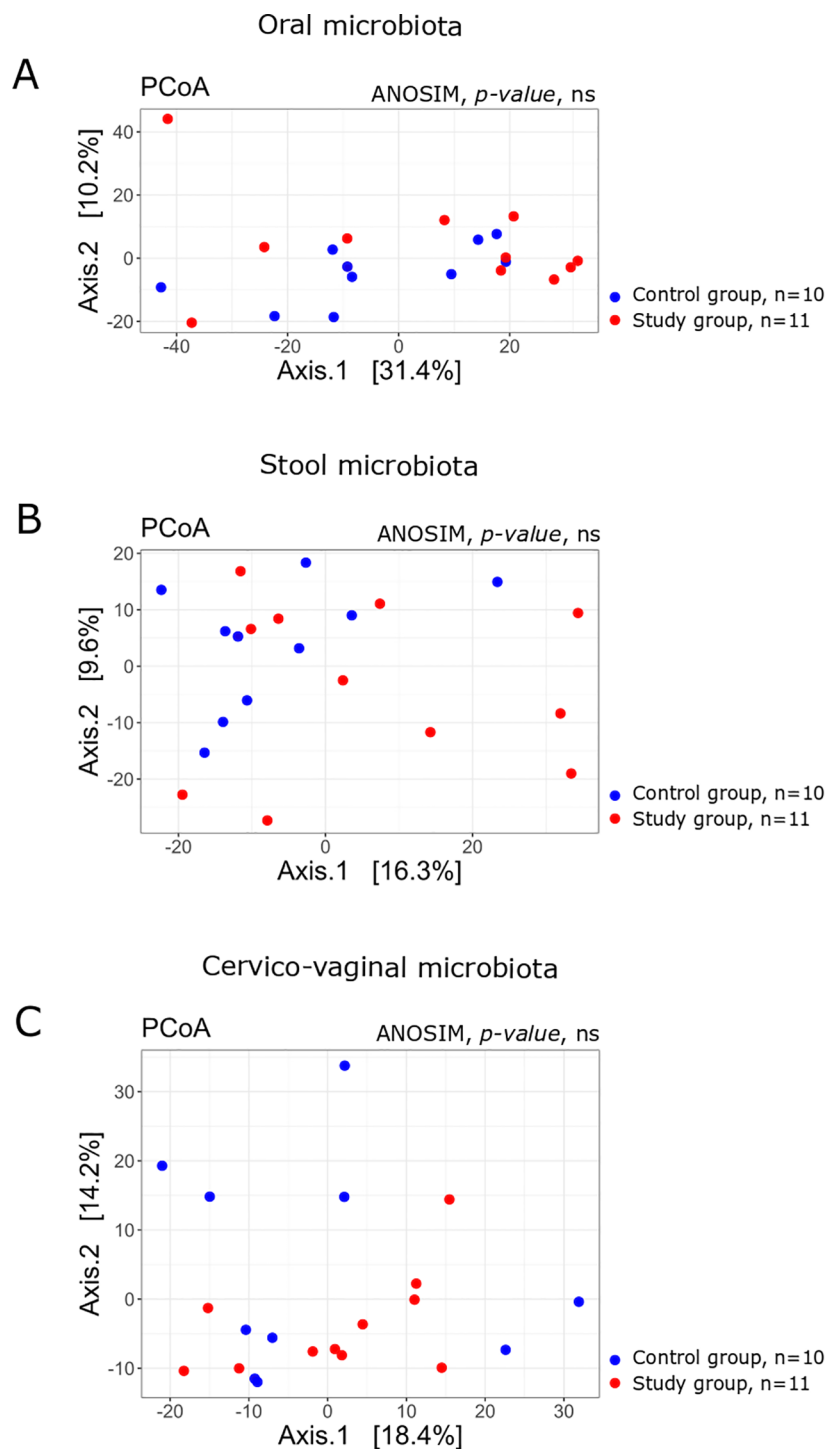 Oral microbiota
A
PCoA
ANOSIM, p-value, ns
40
20
0
-20
Axis.2 [10.2%]
-40
-20
0
20
Axis.1 [31.4%]
Control group, n=10
Study group, n=11
Stool microbiota
B
PCoA
ANOSIM, p-value, ns
20
10
0
-10
-20
Axis.2 [9.6%]
-20
0
20
Axis.1 [16.3%]
Control group, n=10
Study group, n=11
Cervico-vaginal microbiota
C
PCoA
ANOSIM, p-value, ns
30
20
10
0
-10
Axis.2 [14.2%]
-20
-10
0
10
20
30
Axis.1 [18.4%]
Control group, n=10
Study group, n=11